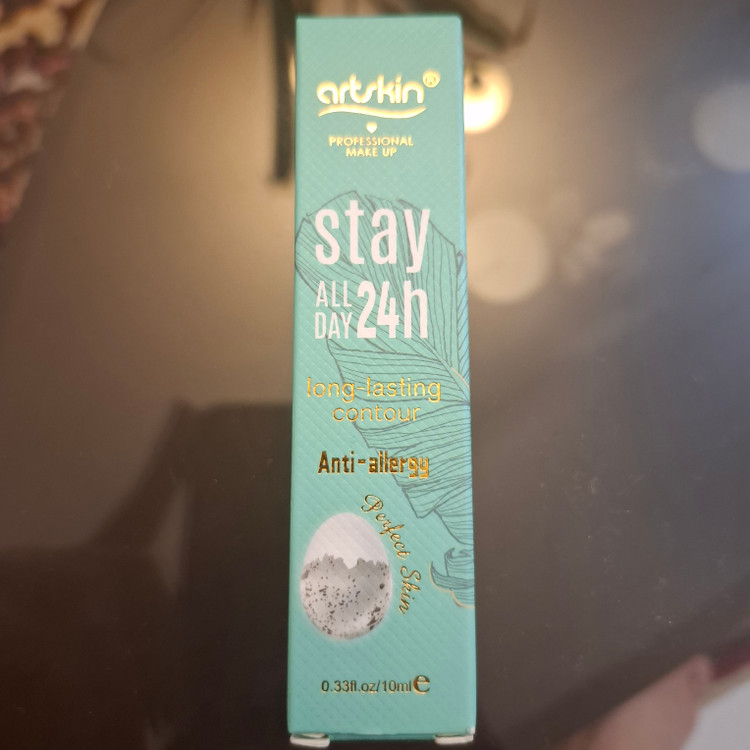 artskin®
PROFESSIONAL
MAKE UP
stay
ALL
DAY 24h
long-lasting
contour
Anti-allergy
Perfect Skin
0.33fl.oz/10ml e